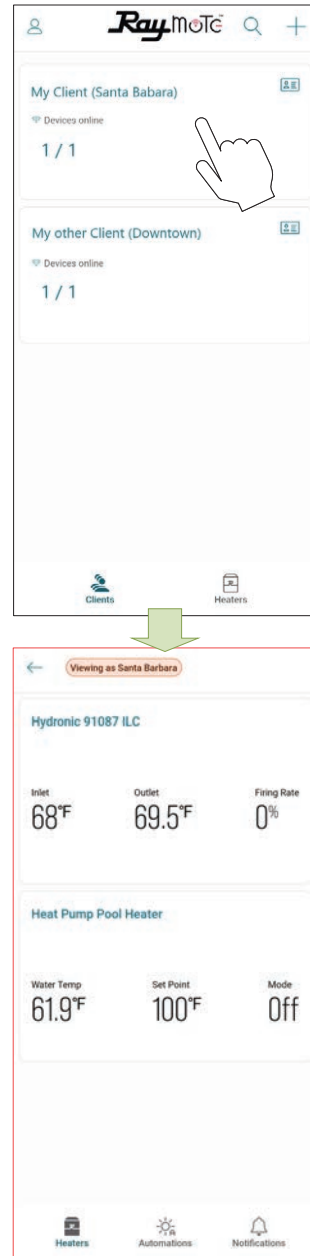 RaymoTe
My Client (Santa Babara)
Devices online
1 / 1
My other Client (Downtown)
Devices online
1 / 1
Clients Heaters
Viewing as Santa Barbara
Hydronic 91087 ILC
Inlet Outlet Firing Rate
68°F 69.5°F 0%
Heat Pump Pool Heater
Water Temp Set Point Mode
61.9°F 100°F Off
Heaters Automations Notifications